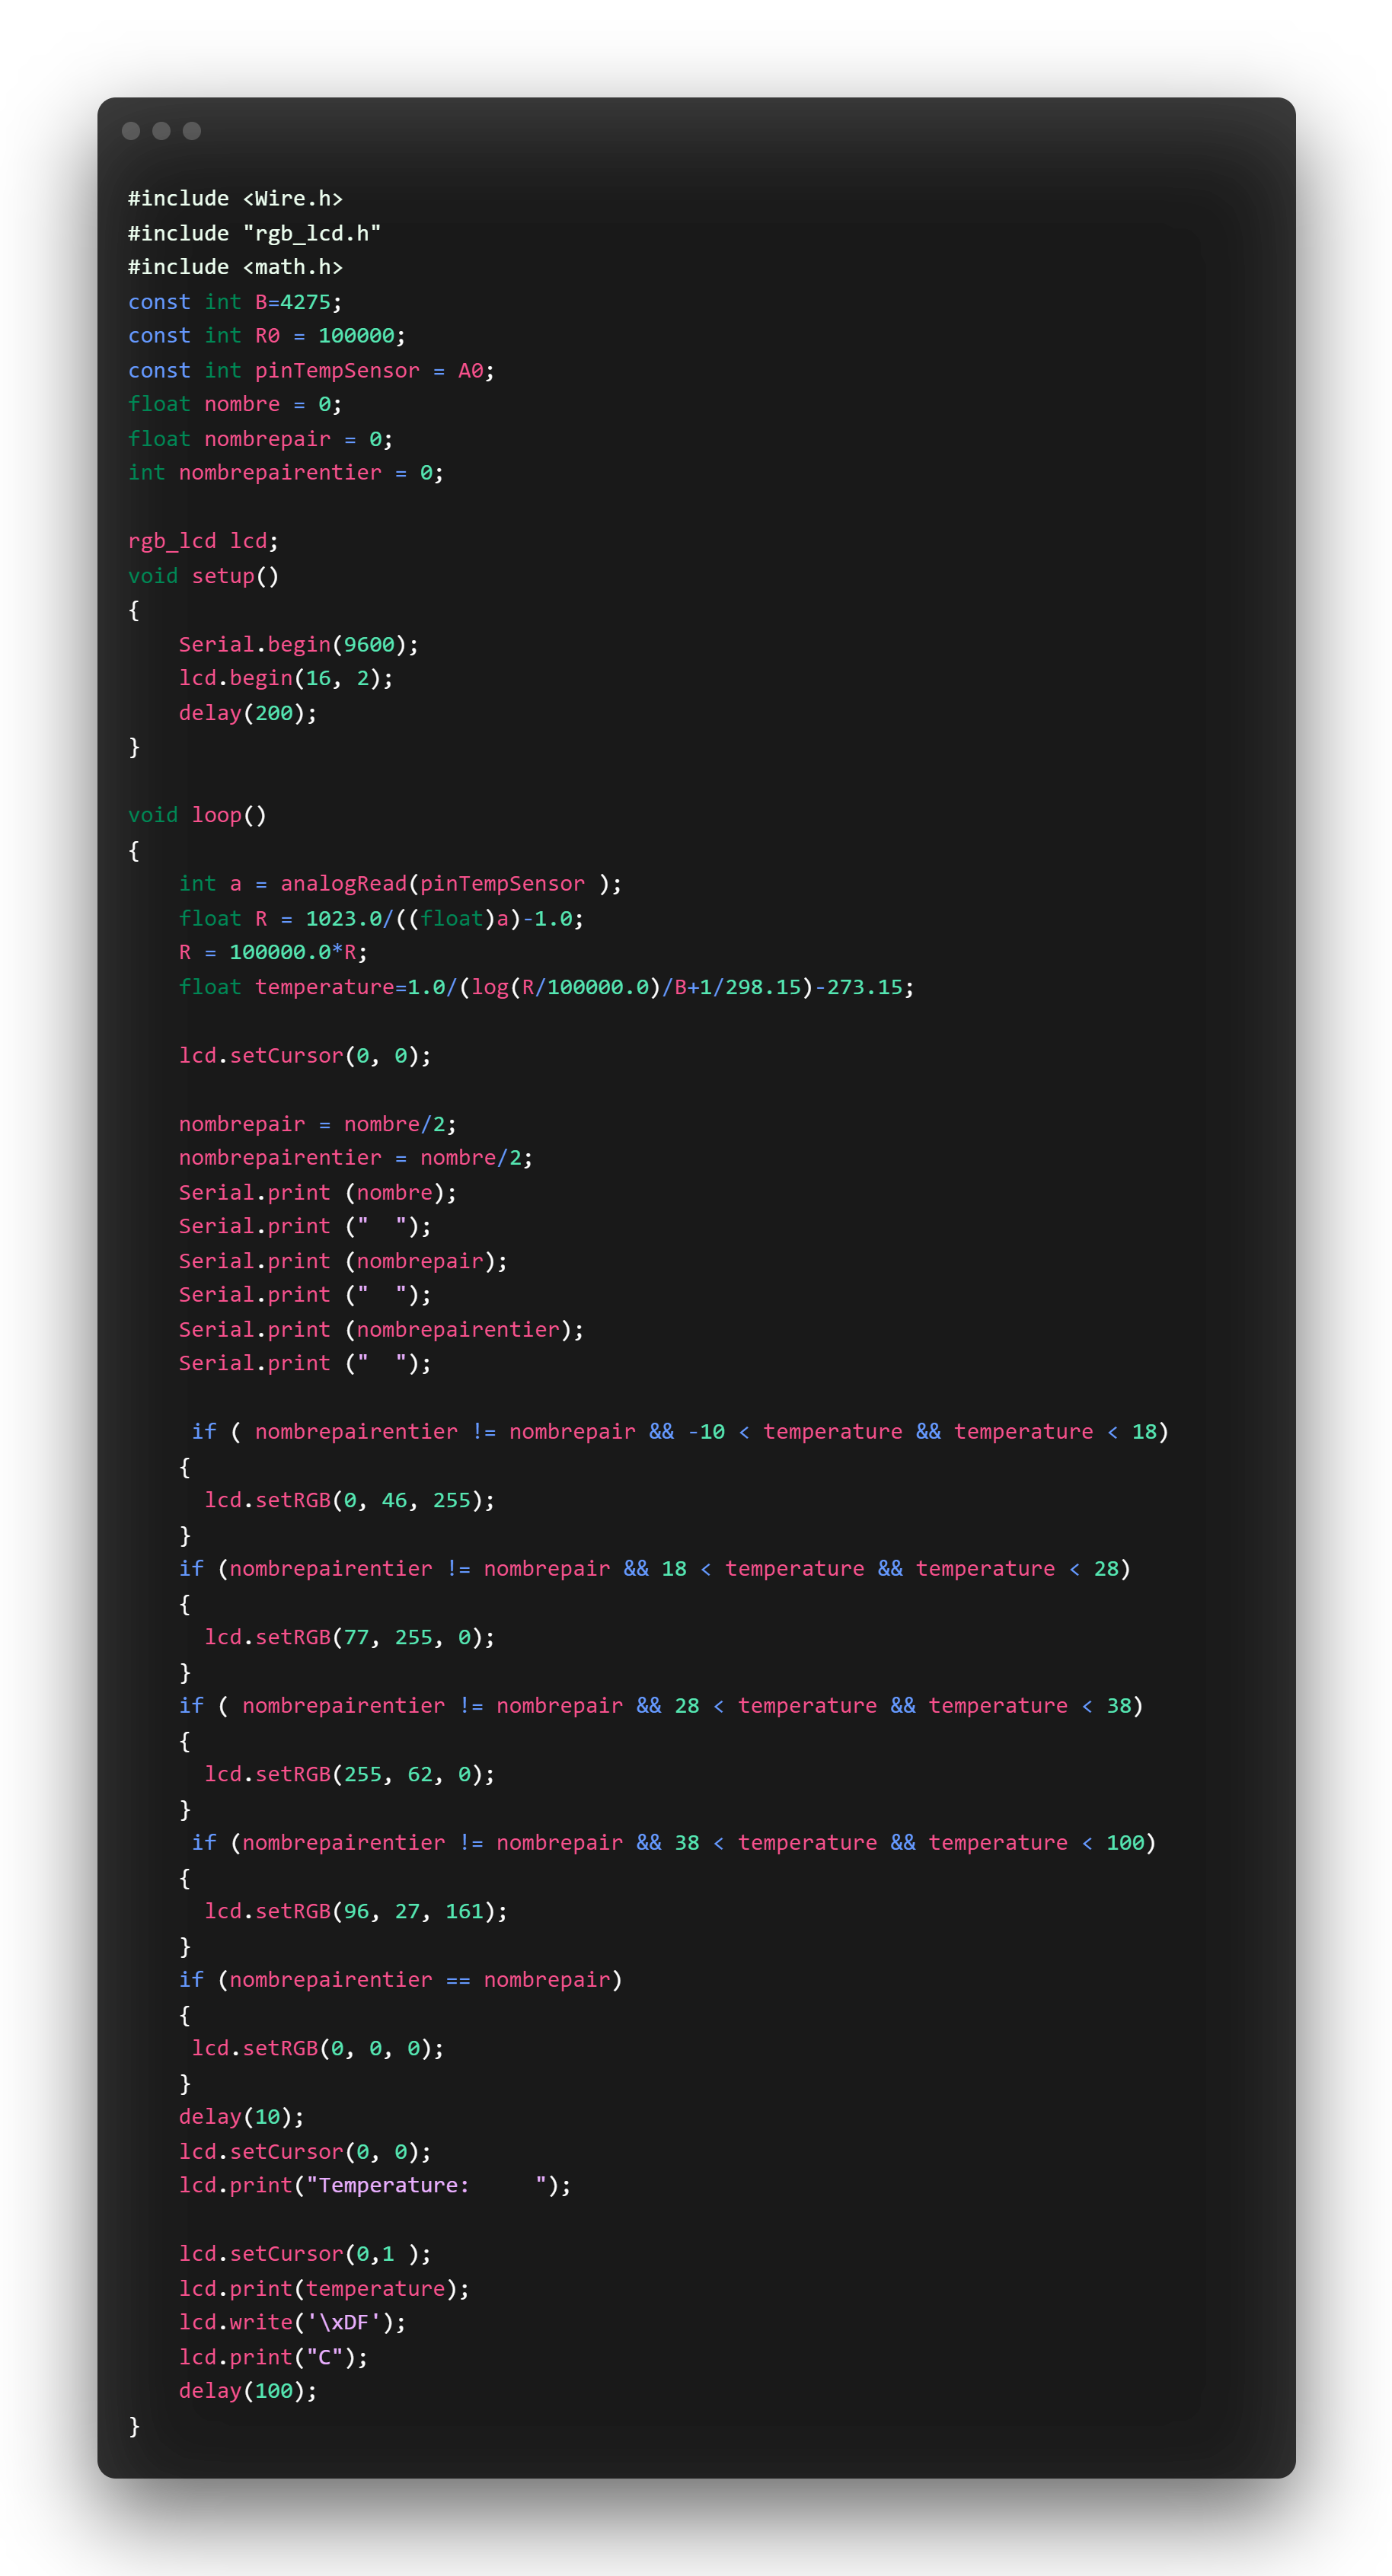 #include <Wire.h>
#include "rgb_lcd.h"
#include <math.h>
const int B=4275;
const int R0 = 100000;
const int pinTempSensor = A0;
float nombre = 0;
float nombrepair = 0;
int nombrepairentier = 0;

rgb_lcd lcd;
void setup()
{
    Serial.begin(9600);
    lcd.begin(16, 2);
    delay(200);
}

void loop()
{
    int a = analogRead(pinTempSensor );
    float R = 1023.0/((float)a)-1.0;
    R = 100000.0*R;
    float temperature=1.0/(log(R/100000.0)/B+1/298.15)-273.15;

    lcd.setCursor(0, 0);

    nombrepair = nombre/2;
    nombrepairentier = nombre/2;
    Serial.print (nombre);
    Serial.print ("  ");
    Serial.print (nombrepair);
    Serial.print ("  ");
    Serial.print (nombrepairentier);
    Serial.print ("  ");

     if ( nombrepairentier != nombrepair && -10 < temperature && temperature < 18)
    {
      lcd.setRGB(0, 46, 255);
    }
    if (nombrepairentier != nombrepair && 18 < temperature && temperature < 28)
    {
      lcd.setRGB(77, 255, 0);
    }
    if ( nombrepairentier != nombrepair && 28 < temperature && temperature < 38)
    {
      lcd.setRGB(255, 62, 0);
    }
     if (nombrepairentier != nombrepair && 38 < temperature && temperature < 100)
    {
      lcd.setRGB(96, 27, 161);
    }
    if (nombrepairentier == nombrepair)
    {
     lcd.setRGB(0, 0, 0);
    }
    delay(10);
    lcd.setCursor(0, 0);
    lcd.print("Temperature:     ");

    lcd.setCursor(0,1 );
    lcd.print(temperature);
    lcd.write('\xDF');
    lcd.print("C");
    delay(100);
}